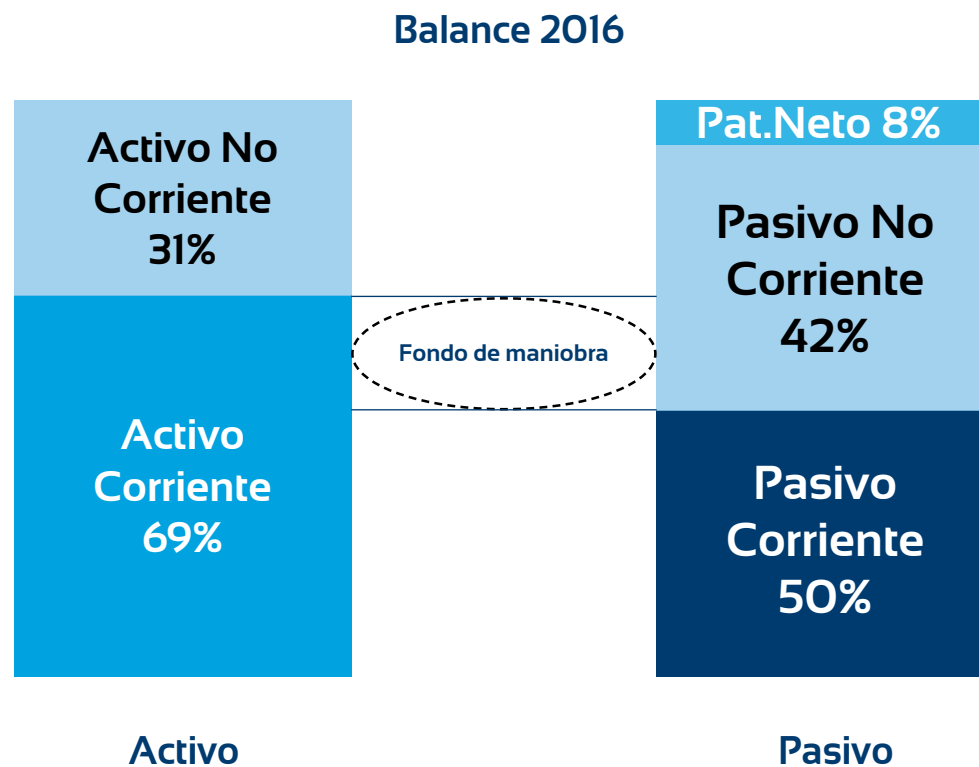 Balance 2016
Activo No
Corriente
31%
Activo
Corriente
69%
Fondo de maniobra
Pat.Neto 8%
Pasivo No
Corriente
42%
Pasivo
Corriente
50%
Activo
Pasivo